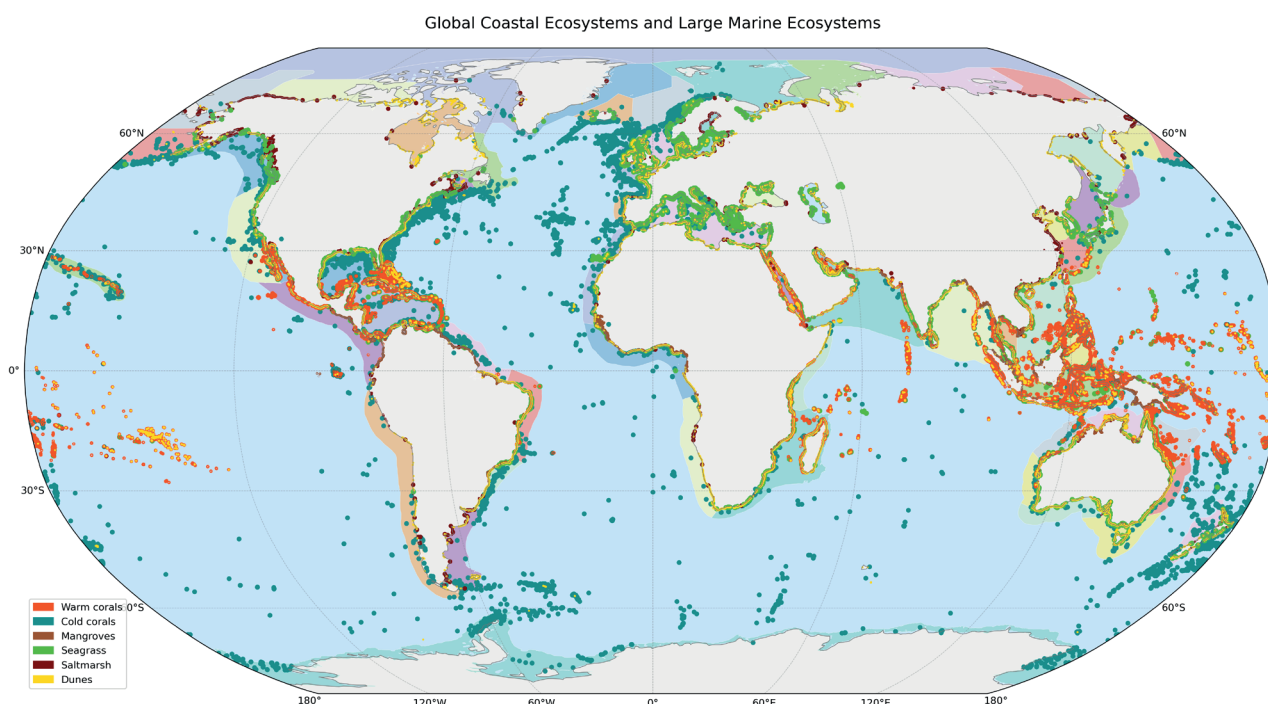 Global Coastal Ecosystems and Large Marine Ecosystems
60°N
60°N
30°N
30°N
0°
0°
30°S
30°S
0°S
60°S
Warm corals
Cold corals
Mangroves
Seagrass
Saltmarsh
Dunes
180°
120°W
60°W
0°
60°E
120°E
180°